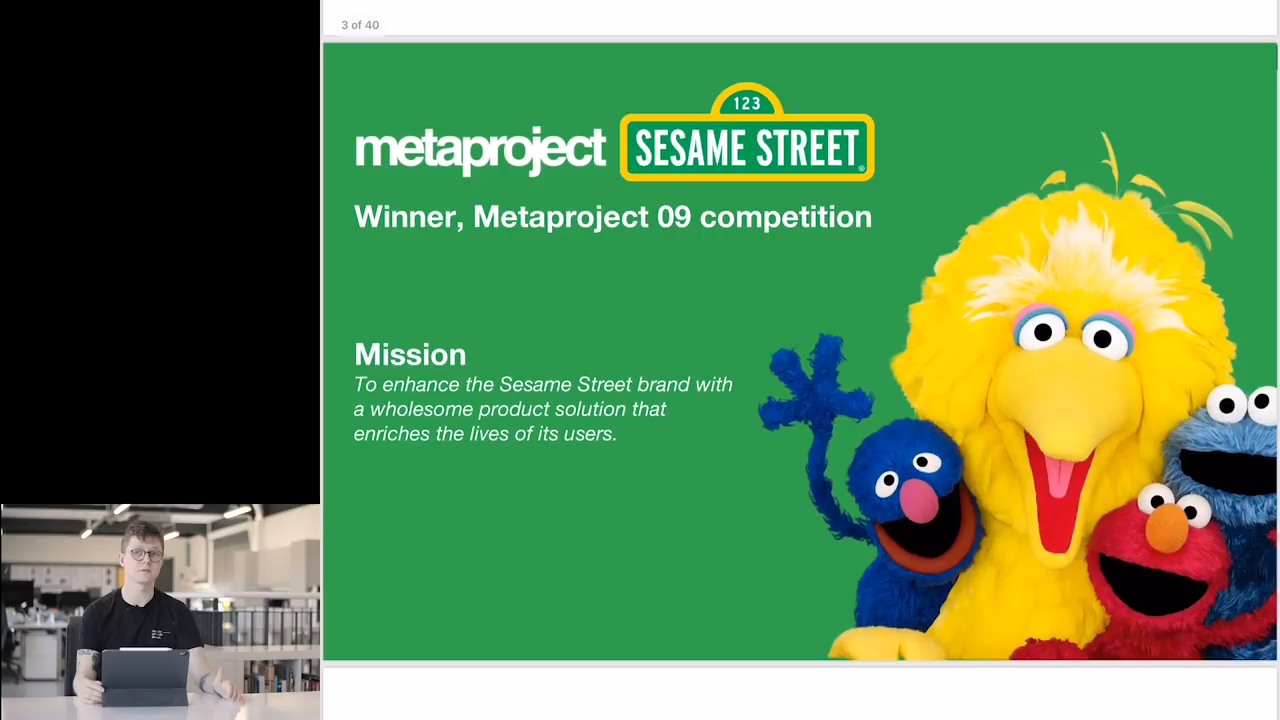 3 of 40
123
metaproject SESAME STREET®
Winner, Metaproject 09 competition
Mission
To enhance the Sesame Street brand with
a wholesome product solution that
enriches the lives of its users.